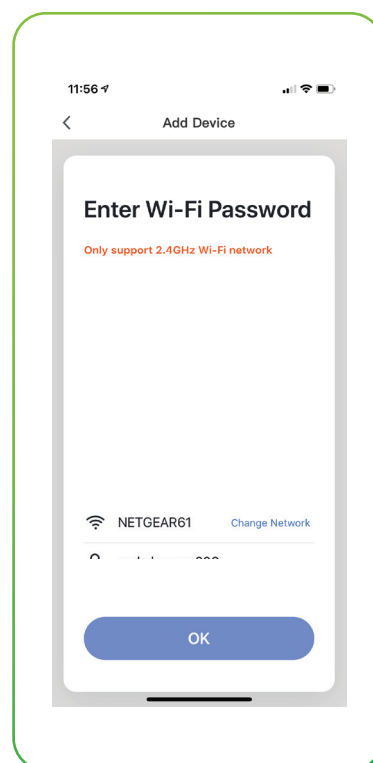 11:56
Add Device
Enter Wi-Fi Password
Only support 2.4GHz Wi-Fi network
NETGEAR61 Change Network
OK